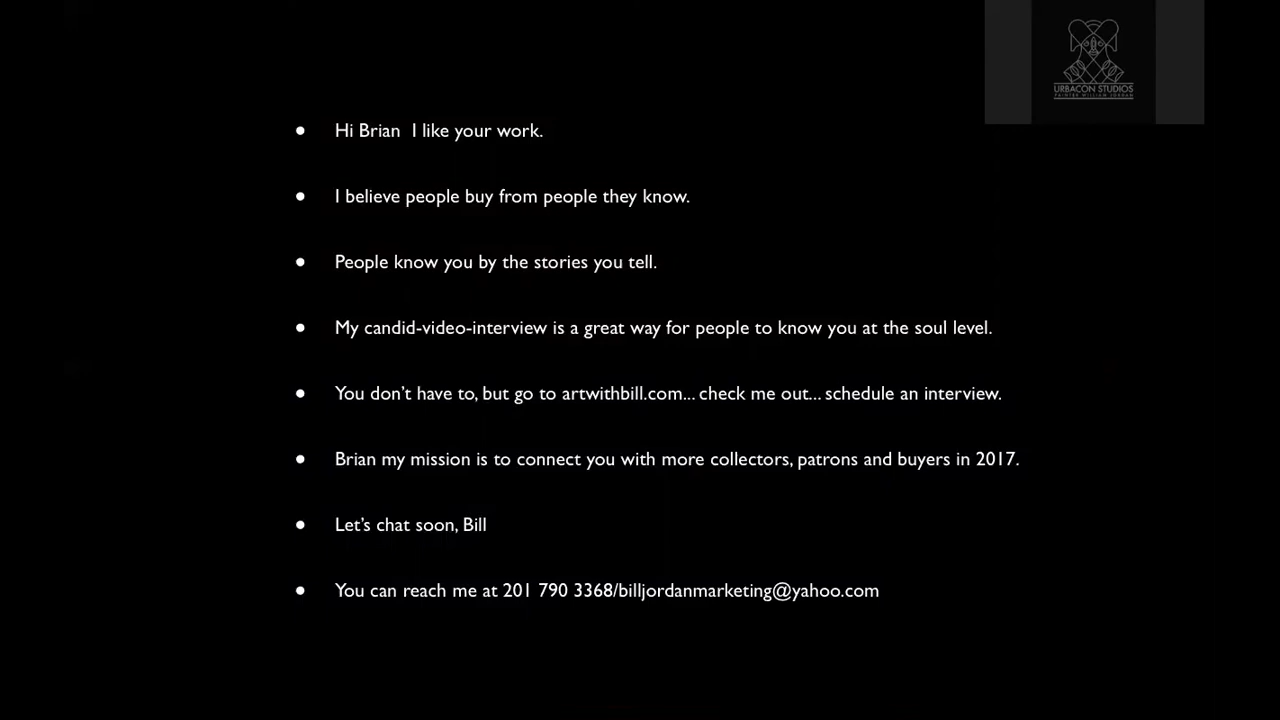 URBACON STUDIOS
PAINTER WILLIAM JORDAN
• Hi Brian  I like your work.
• I believe people buy from people they know.
• People know you by the stories you tell.
• My candid-video-interview is a great way for people to know you at the soul level.
• You don’t have to, but go to artwithbill.com... check me out... schedule an interview.
• Brian my mission is to connect you with more collectors, patrons and buyers in 2017.
• Let’s chat soon, Bill
• You can reach me at 201 790 3368/billjordanmarketing@yahoo.com